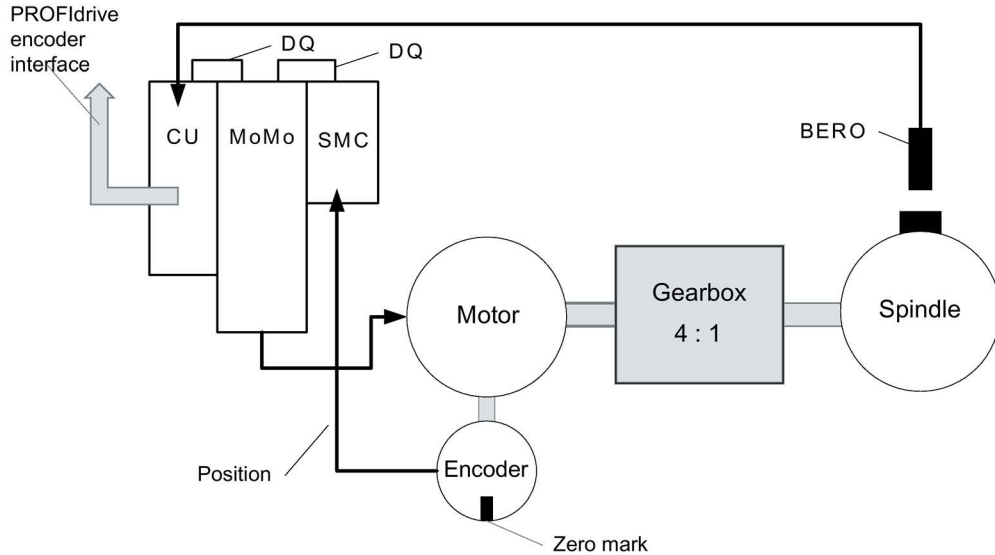 PROFIdrive
encoder
interface
DQ
DQ
CU
MoMo
SMC
BERO
Motor
Gearbox
4 : 1
Spindle
Position
Encoder
Zero mark